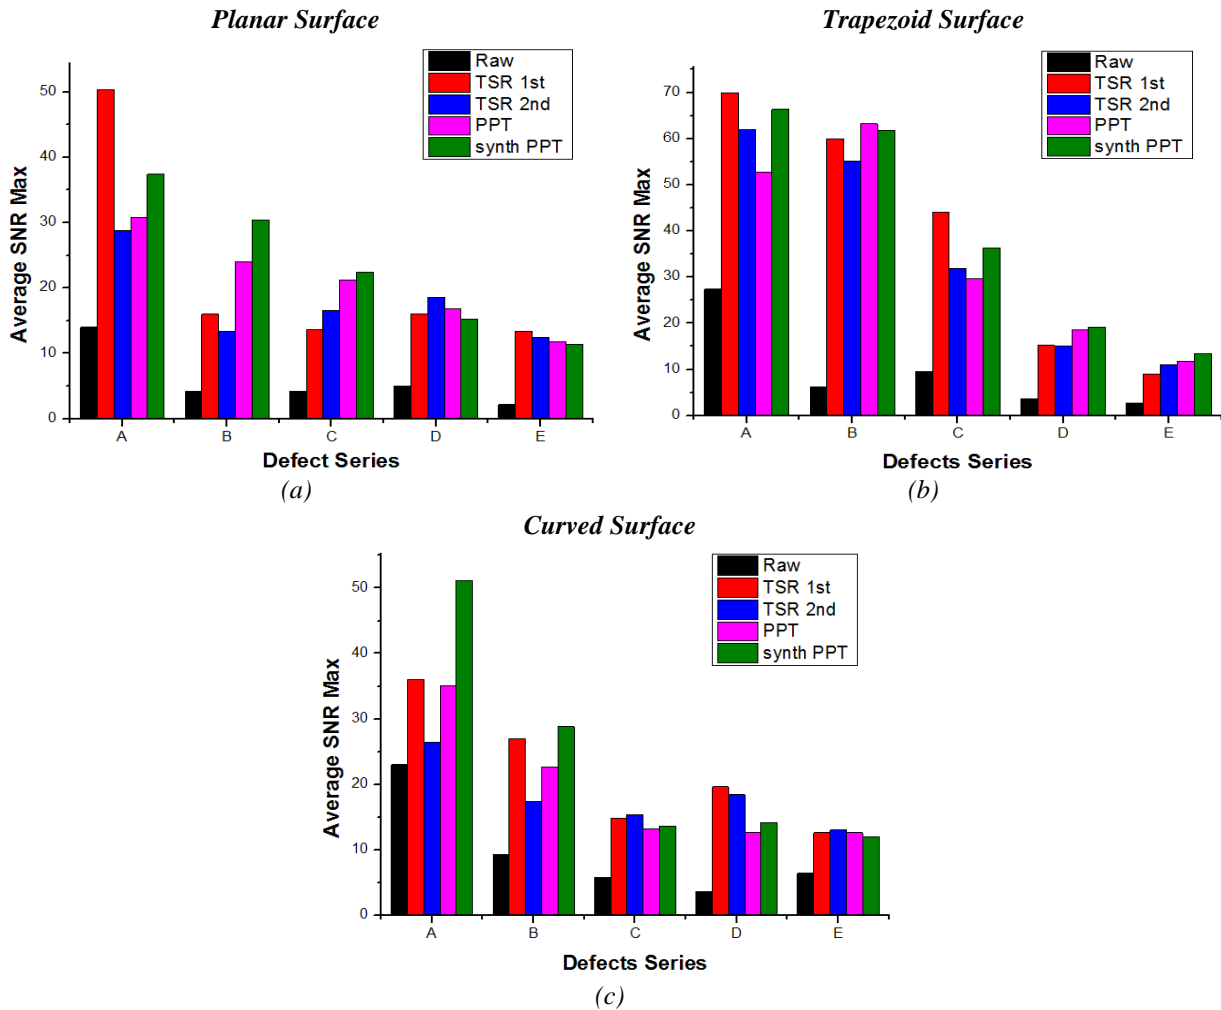 Planar Surface
Raw
TSR 1st
TSR 2nd
PPT
synth PPT
50
40
30
20
10
0
Average SNR Max
A B C D E
Defect Series
(a)
Trapezoid Surface
Raw
TSR 1st
TSR 2nd
PPT
synth PPT
70
60
50
40
30
20
10
0
Average SNR Max
A B C D E
Defects Series
(b)
Curved Surface
Raw
TSR 1st
TSR 2nd
PPT
synth PPT
50
40
30
20
10
0
Average SNR Max
A B C D E
Defects Series
(c)